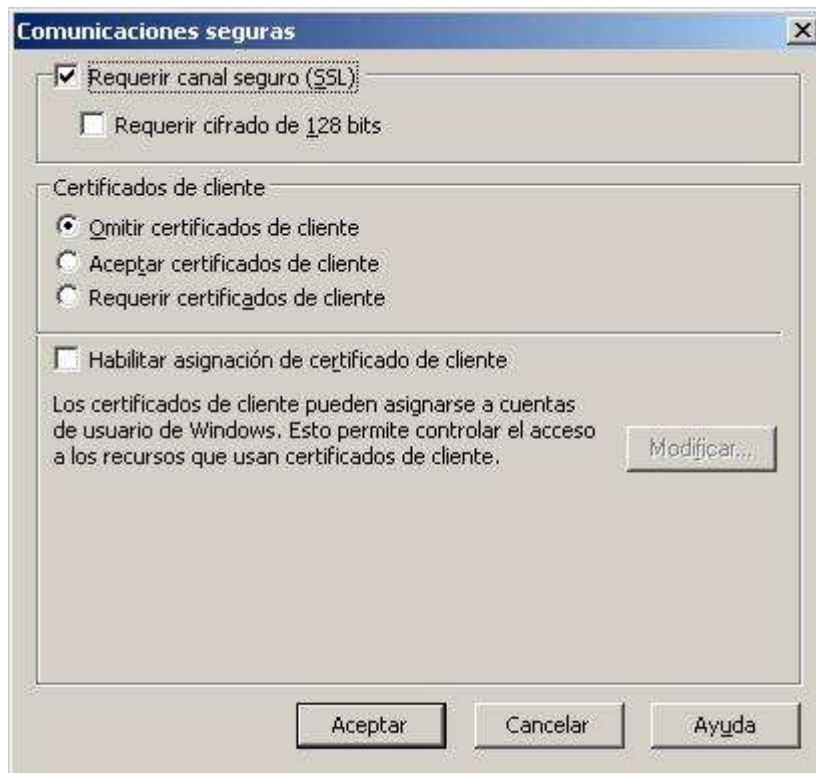 Comunicaciones seguras
Requerir canal seguro (SSL)
Requerir cifrado de 128 bits
Certificados de cliente
Omitir certificados de cliente
Aceptar certificados de cliente
Requerir certificados de cliente
Habilitar asignación de certificado de cliente
Los certificados de cliente pueden asignarse a cuentas
de usuario de Windows. Esto permite controlar el acceso
a los recursos que usan certificados de cliente.
Modificar...
Aceptar
Cancelar
Ayuda